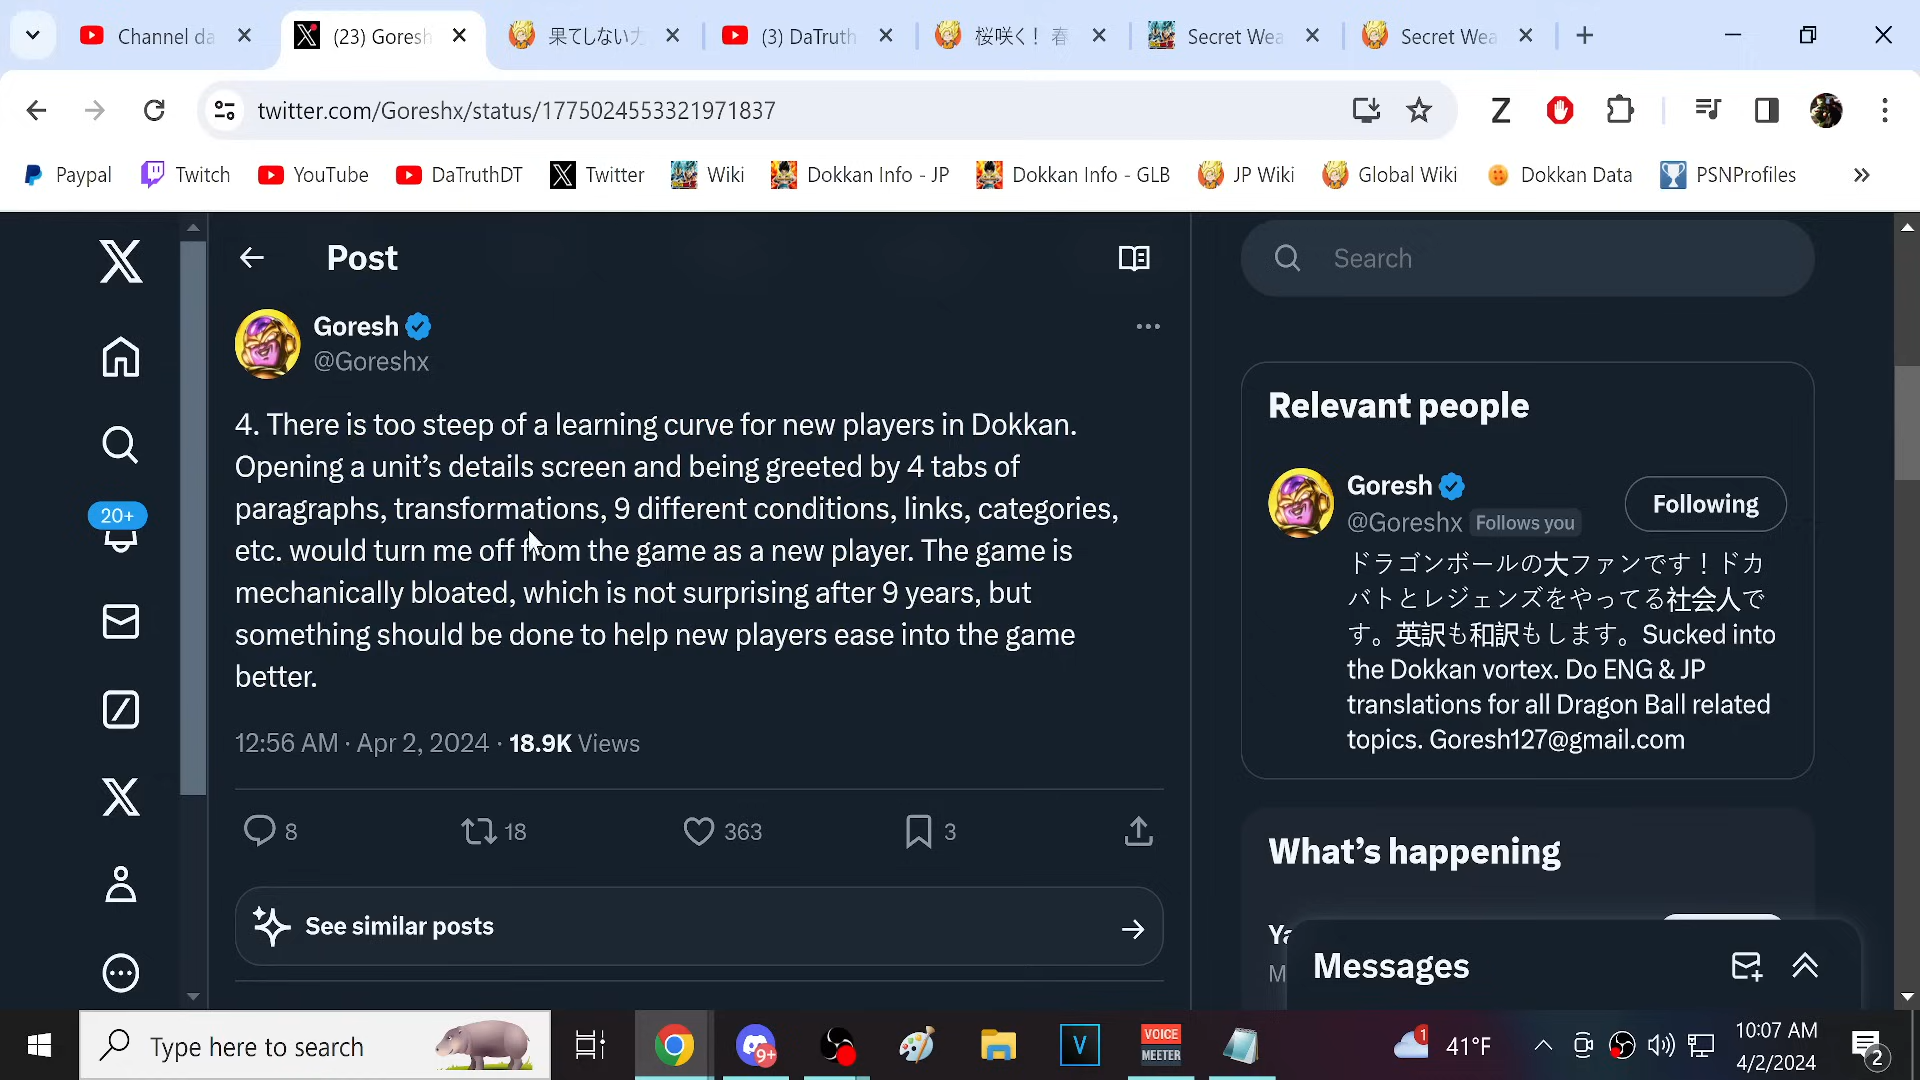 Channel da
(23) Goresh
果てしない力
(3) DaTruth
桜咲く! 春
Secret Wea
Secret Wea
twitter.com/Goreshx/status/1775024553321971837
Z
Paypal
Twitch
YouTube
DaTruthDT
Twitter
Wiki
Dokkan Info - JP
Dokkan Info - GLB
JP Wiki
Global Wiki
Dokkan Data
PSNProfiles
Post
Search
Goresh
@Goreshx
4. There is too steep of a learning curve for new players in Dokkan.
Opening a unit’s details screen and being greeted by 4 tabs of
paragraphs, transformations, 9 different conditions, links, categories,
etc. would turn me off from the game as a new player. The game is
mechanically bloated, which is not surprising after 9 years, but
something should be done to help new players ease into the game
better.
12:56 AM · Apr 2, 2024 · 18.9K Views
8
18
363
3
See similar posts
20+
Relevant people
Goresh
@Goreshx Follows you
Following
ドラゴンボールの大ファンです！ドカ
バトとレジェンズをやってる社会人で
す。英訳も和訳もします。Sucked into
the Dokkan vortex. Do ENG & JP
translations for all Dragon Ball related
topics. Goresh127@gmail.com
What’s happening
Messages
Type here to search
9+
V
VOICE
MEETER
1
41°F
10:07 AM
4/2/2024
2